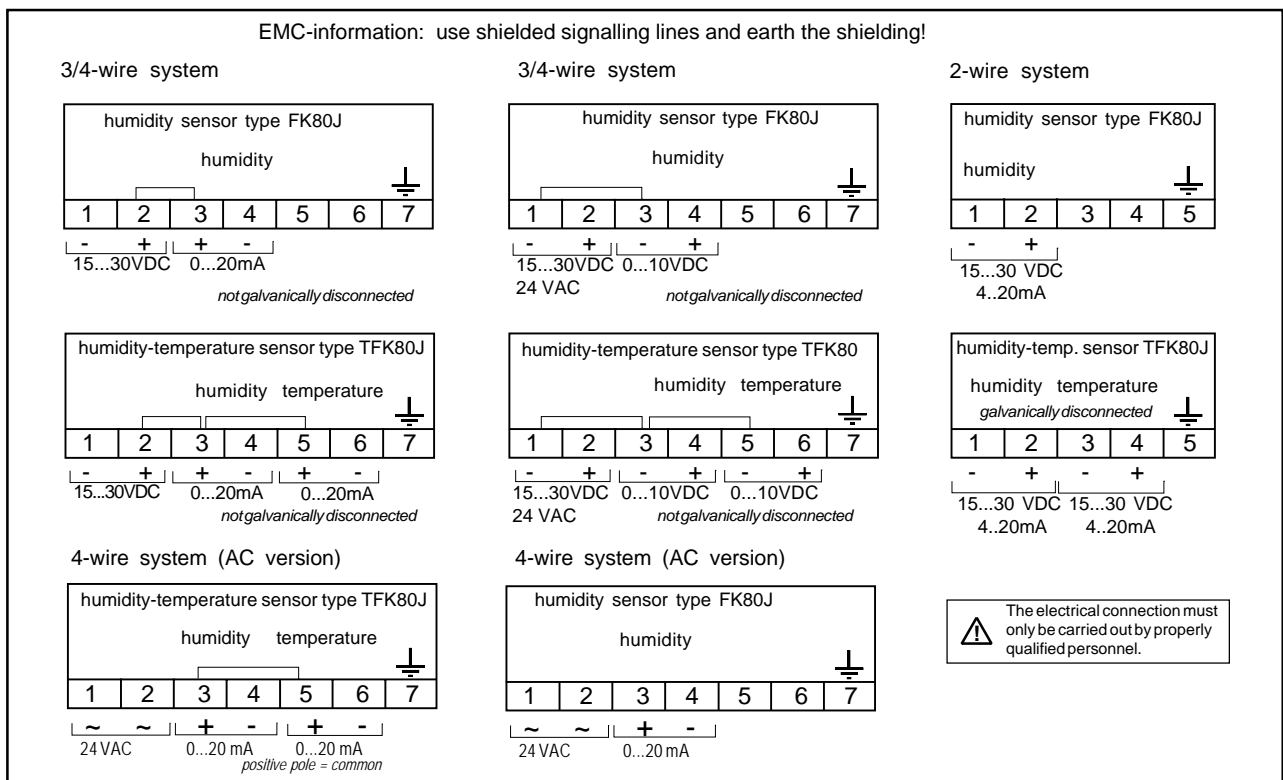 EMC-information: use shielded signalling lines and earth the shielding!
3/4-wire system
humidity sensor type FK80J
humidity
1 2 3 4 5 6 7
- + + -
15...30VDC 0...20mA
not galvanically disconnected
3/4-wire system
humidity sensor type FK80J
humidity
1 2 3 4 5 6 7
- + - +
15...30VDC 0...10VDC
24 VAC
not galvanically disconnected
2-wire system
humidity sensor type FK80J
humidity
1 2 3 4 5
- +
15...30 VDC
4..20mA
humidity-temperature sensor type TFK80J
humidity temperature
1 2 3 4 5 6 7
- + + - + -
15...30VDC 0...20mA 0...20mA
not galvanically disconnected
humidity-temperature sensor type TFK80
humidity temperature
1 2 3 4 5 6 7
- + - + - +
15...30VDC 0...10VDC 0...10VDC
24 VAC
not galvanically disconnected
humidity-temp. sensor TFK80J
humidity temperature
galvanically disconnected
1 2 3 4 5
- + - +
15...30 VDC 15...30 VDC
4..20mA 4..20mA
4-wire system (AC version)
humidity-temperature sensor type TFK80J
humidity temperature
1 2 3 4 5 6 7
~ ~ + - + -
24 VAC 0...20 mA 0...20 mA
positive pole = common
4-wire system (AC version)
humidity sensor type FK80J
humidity
1 2 3 4 5 6 7
~ ~ + -
24 VAC 0...20 mA
The electrical connection must
only be carried out by properly
qualified personnel.